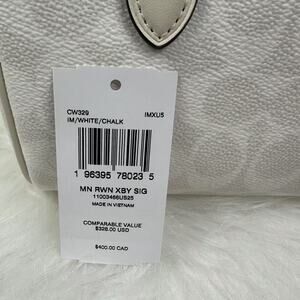 CW329 IMXU5
IM/WHITE/CHALK
1 96395 78023 5
MN RWN XBY SIG
11003466US25
MADE IN VIETNAM
COMPARABLE VALUE
$328.00 USD
$400.00 CAD